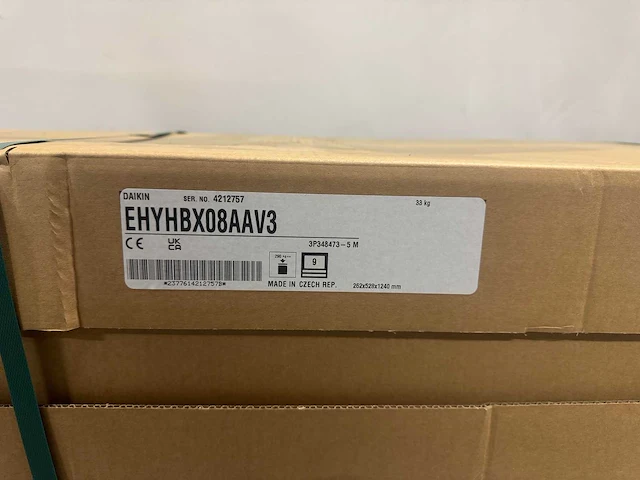 DAIKIN SER. NO. 4212757 33 kg
EHYHBX08AAV3
CE UK CA 3P348473-5 M
9
*23776142127578*
MADE IN CZECH REP. 262x528x1240 mm